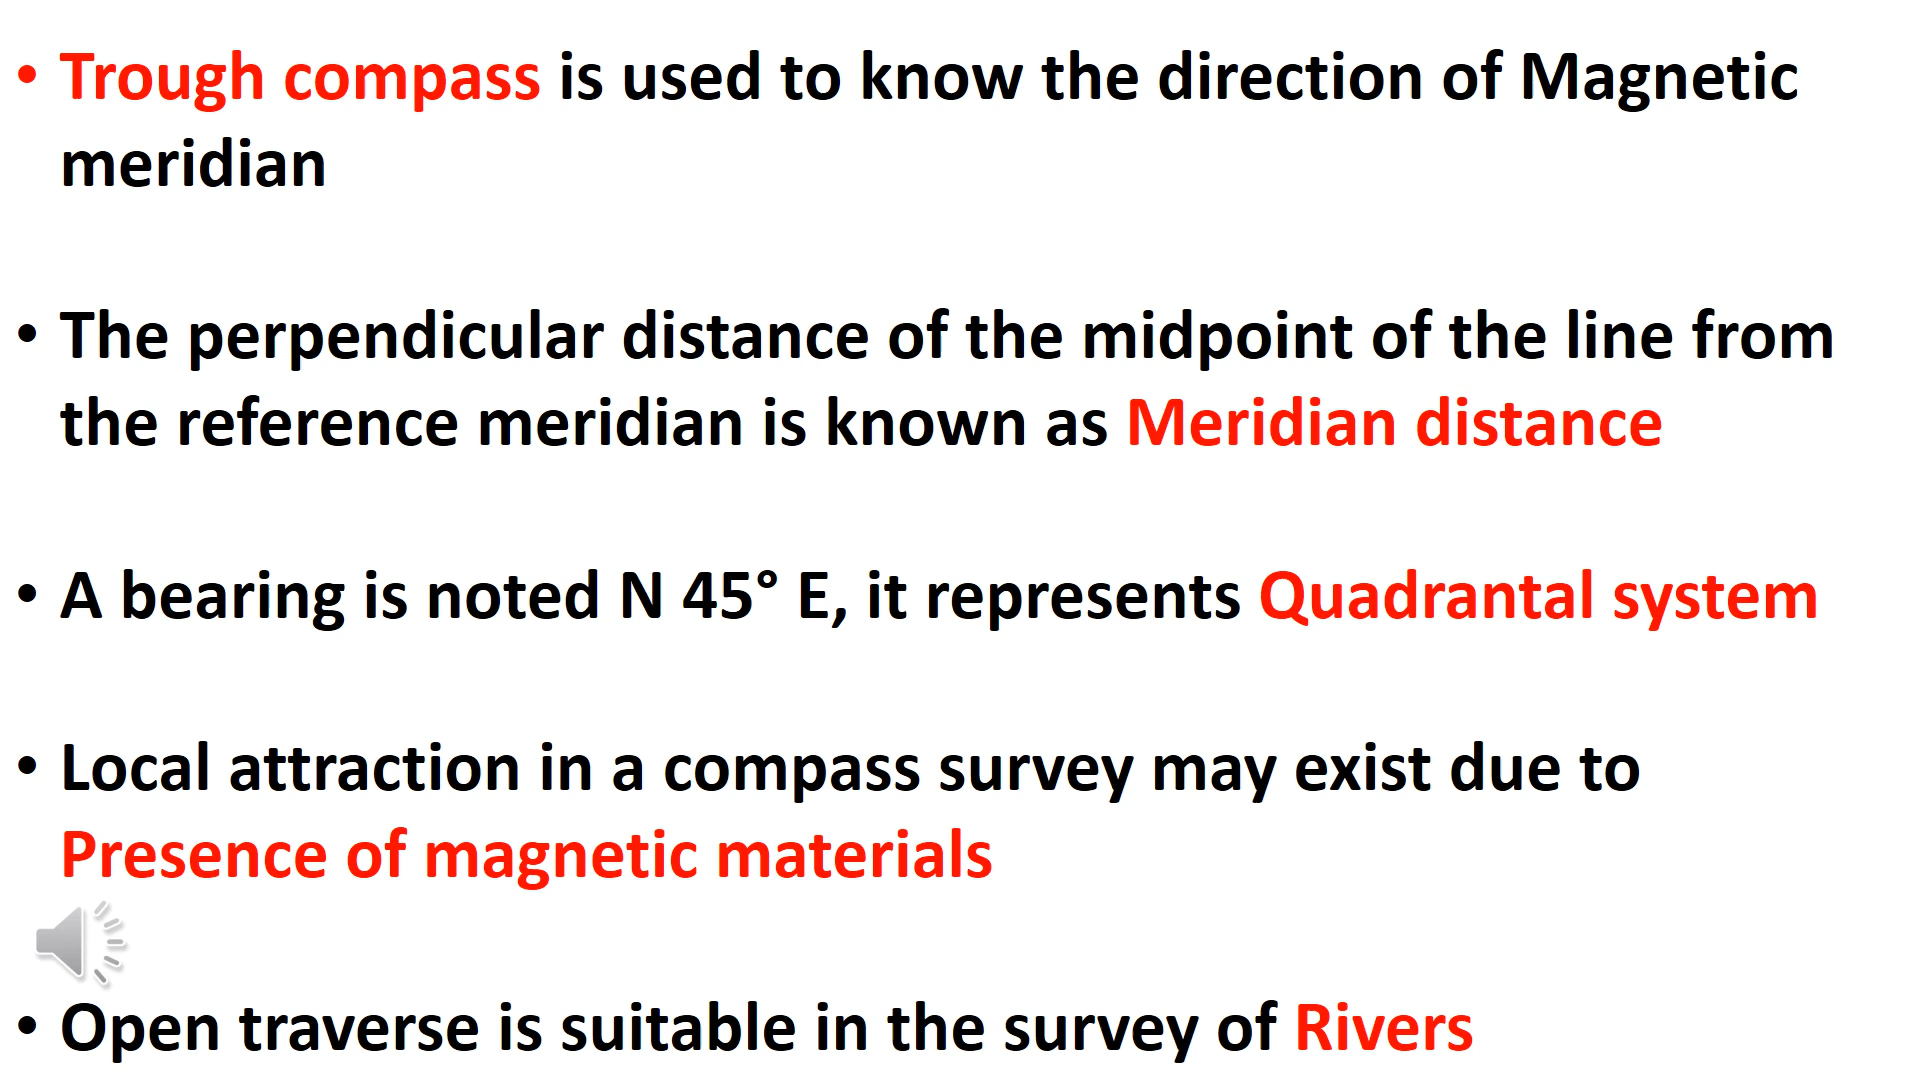 • Trough compass is used to know the direction of Magnetic
meridian
• The perpendicular distance of the midpoint of the line from
the reference meridian is known as Meridian distance
• A bearing is noted N 45° E, it represents Quadrantal system
• Local attraction in a compass survey may exist due to
Presence of magnetic materials
• Open traverse is suitable in the survey of Rivers